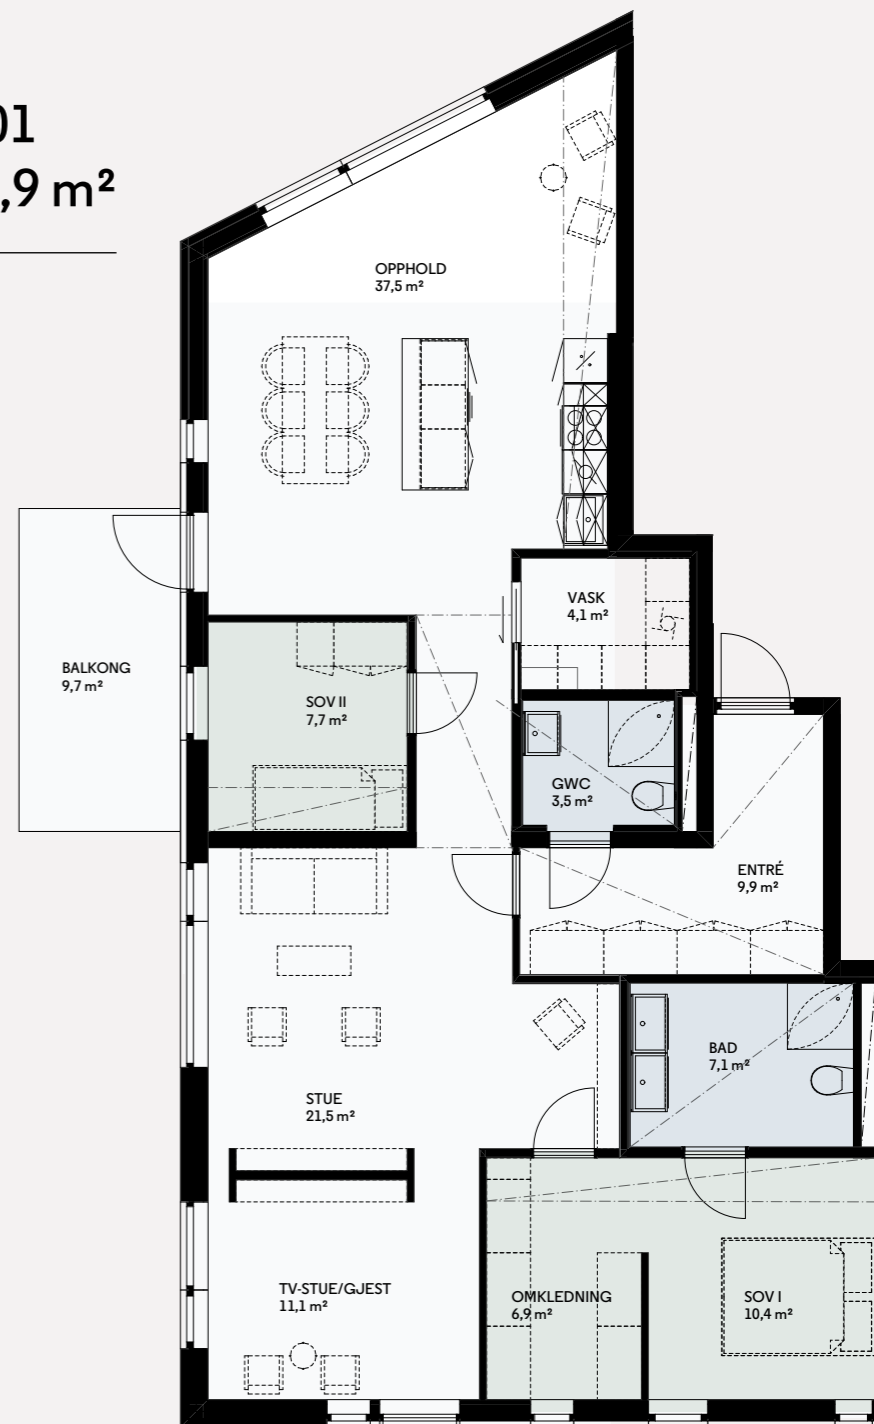 01
,9 m²
OPPHOLD
37,5 m²
VASK
4,1 m²
BALKONG
9,7 m²
SOV II
7,7 m²
GWC
3,5 m²
ENTRÉ
9,9 m²
BAD
7,1 m²
STUE
21,5 m²
TV-STUE/GJEST
11,1 m²
OMKLEDNING
6,9 m²
SOV I
10,4 m²